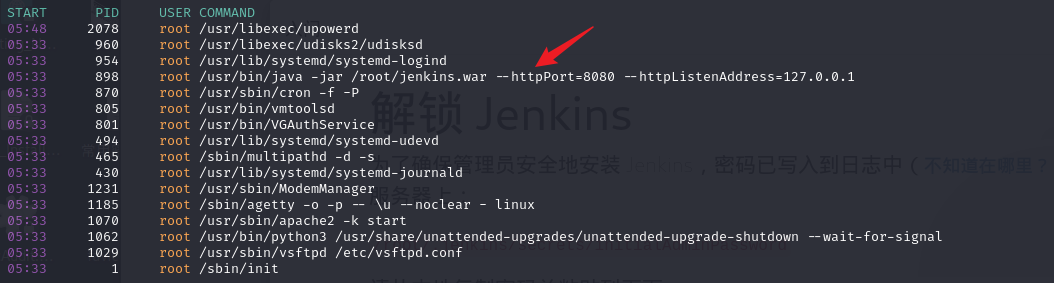 START      PID     USER COMMAND
05:48     2078     root /usr/libexec/upowerd
05:33      960     root /usr/libexec/udisks2/udisksd
05:33      954     root /usr/lib/systemd/systemd-logind
05:33      898     root /usr/bin/java -jar /root/jenkins.war --httpPort=8080 --httpListenAddress=127.0.0.1
05:33      870     root /usr/sbin/cron -f -P
05:33      805     root /usr/bin/vmtoolsd
05:33      801     root /usr/bin/VGAuthService
05:33      494     root /usr/lib/systemd/systemd-udevd
05:33      465     root /sbin/multipathd -d -s
05:33      430     root /usr/lib/systemd/systemd-journald
05:33     1231     root /usr/sbin/ModemManager
05:33     1185     root /sbin/agetty -o -p -- \u --noclear - linux
05:33     1070     root /usr/sbin/apache2 -k start
05:33     1062     root /usr/bin/python3 /usr/share/unattended-upgrades/unattended-upgrade-shutdown --wait-for-signal
05:33     1029     root /usr/sbin/vsftpd /etc/vsftpd.conf
05:33        1     root /sbin/init
解锁 Jenkins
为了确保管理员安全地安装 Jenkins，密码已写入到日志中（不知道在哪里？
服务器上：